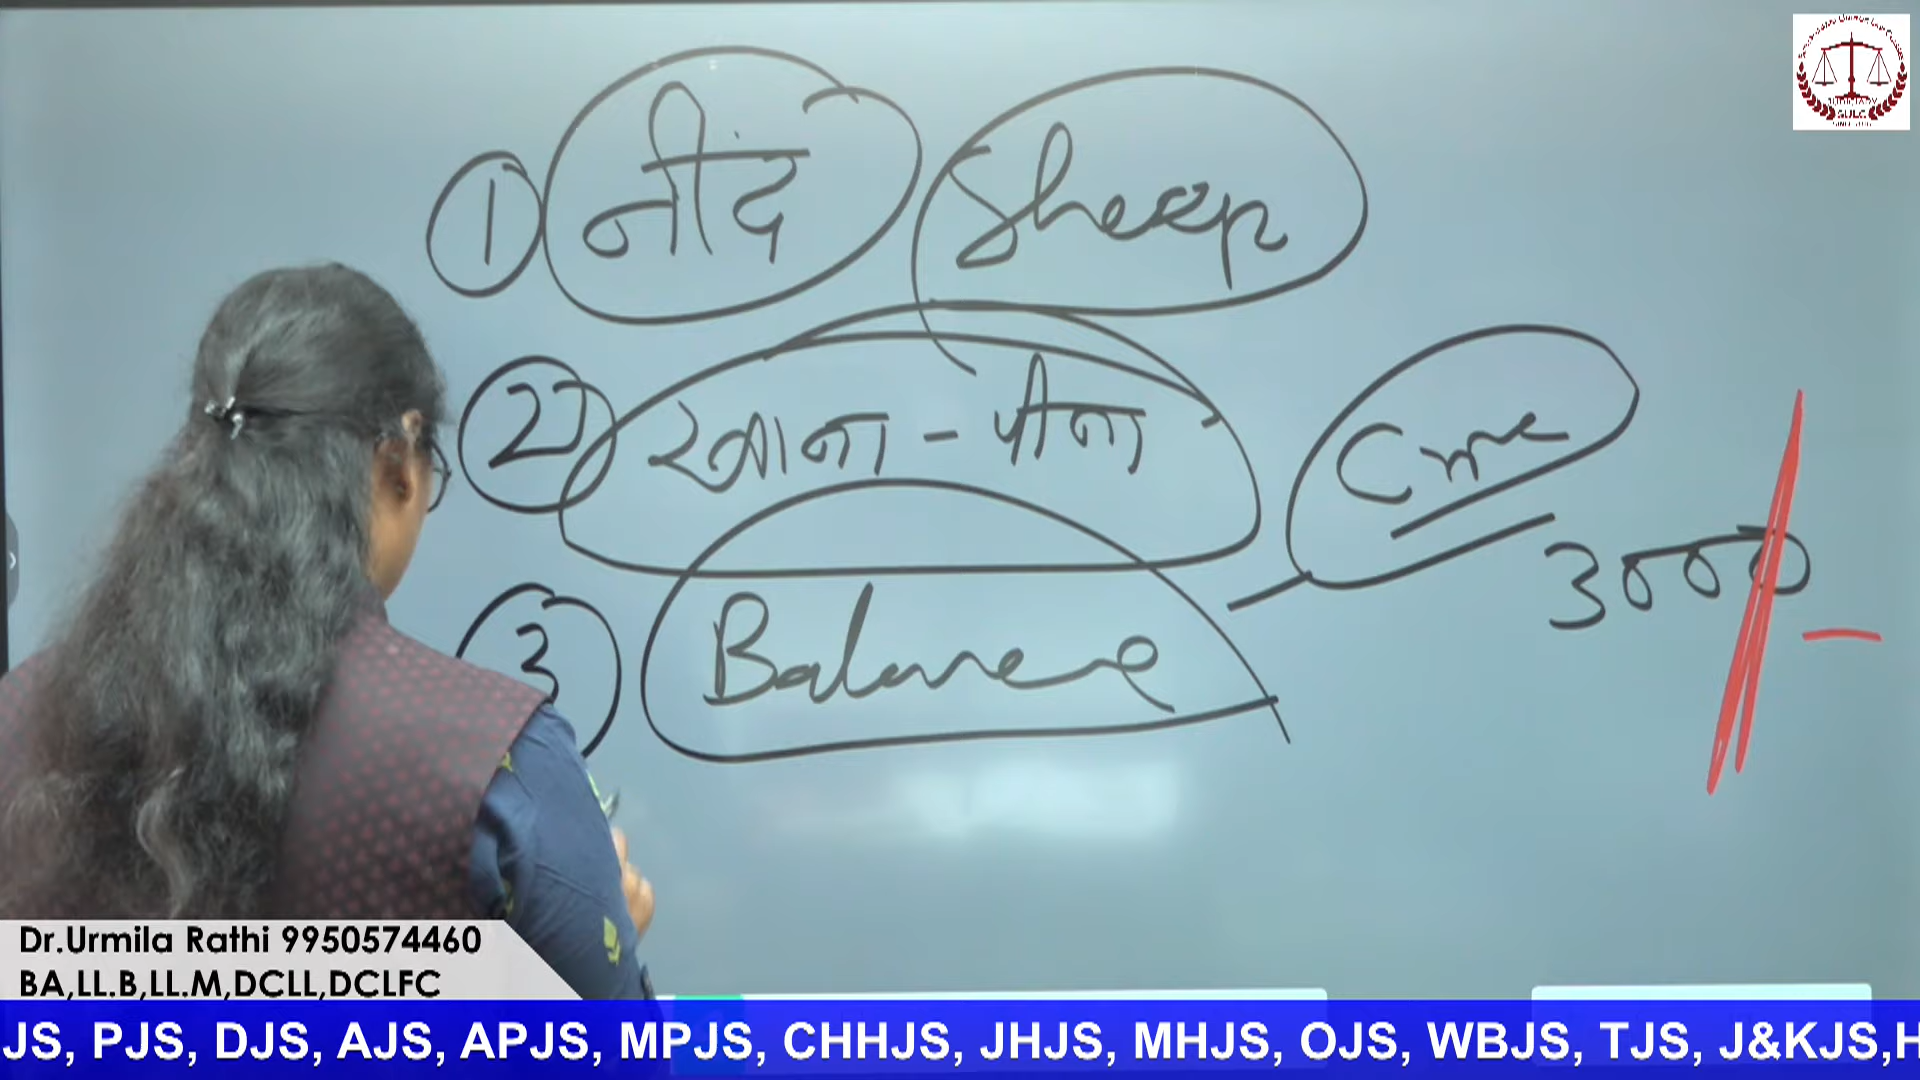 ① नींद Sheep
② खाना - पीना
3000/-
③ Balance
Dr.Urmila Rathi 9950574460
BA,LL.B,LL.M,DCLL,DCLFC
JS, PJS, DJS, AJS, APJS, MPJS, CHHJS, JHJS, MHJS, OJS, WBJS, TJS, J&KJS,H